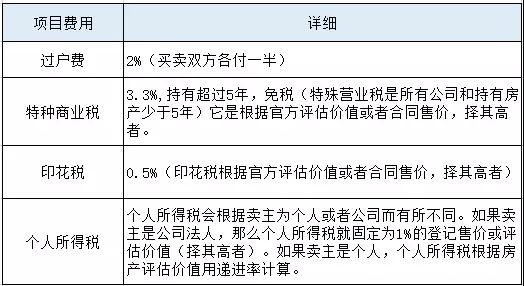 项目费用 详细
过户费 2%（买卖双方各付一半）
特种商业税
3.3%,持有超过5年，免税（特殊营业税是所有公司和持有房
产少于5年）它是根据官方评估价值或者合同售价，择其高
者。
印花税 0.5%（印花税根据官方评估价值或者合同售价，择其高者）
个人所得税
个人所得税会根据卖主为个人或者公司而有所不同。如果卖
主是公司法人，那么个人所得税就固定为1%的登记售价或评
估价值（择其高者）。如果卖主是个人，个人所得税根据房
产评估价值用递进率计算。